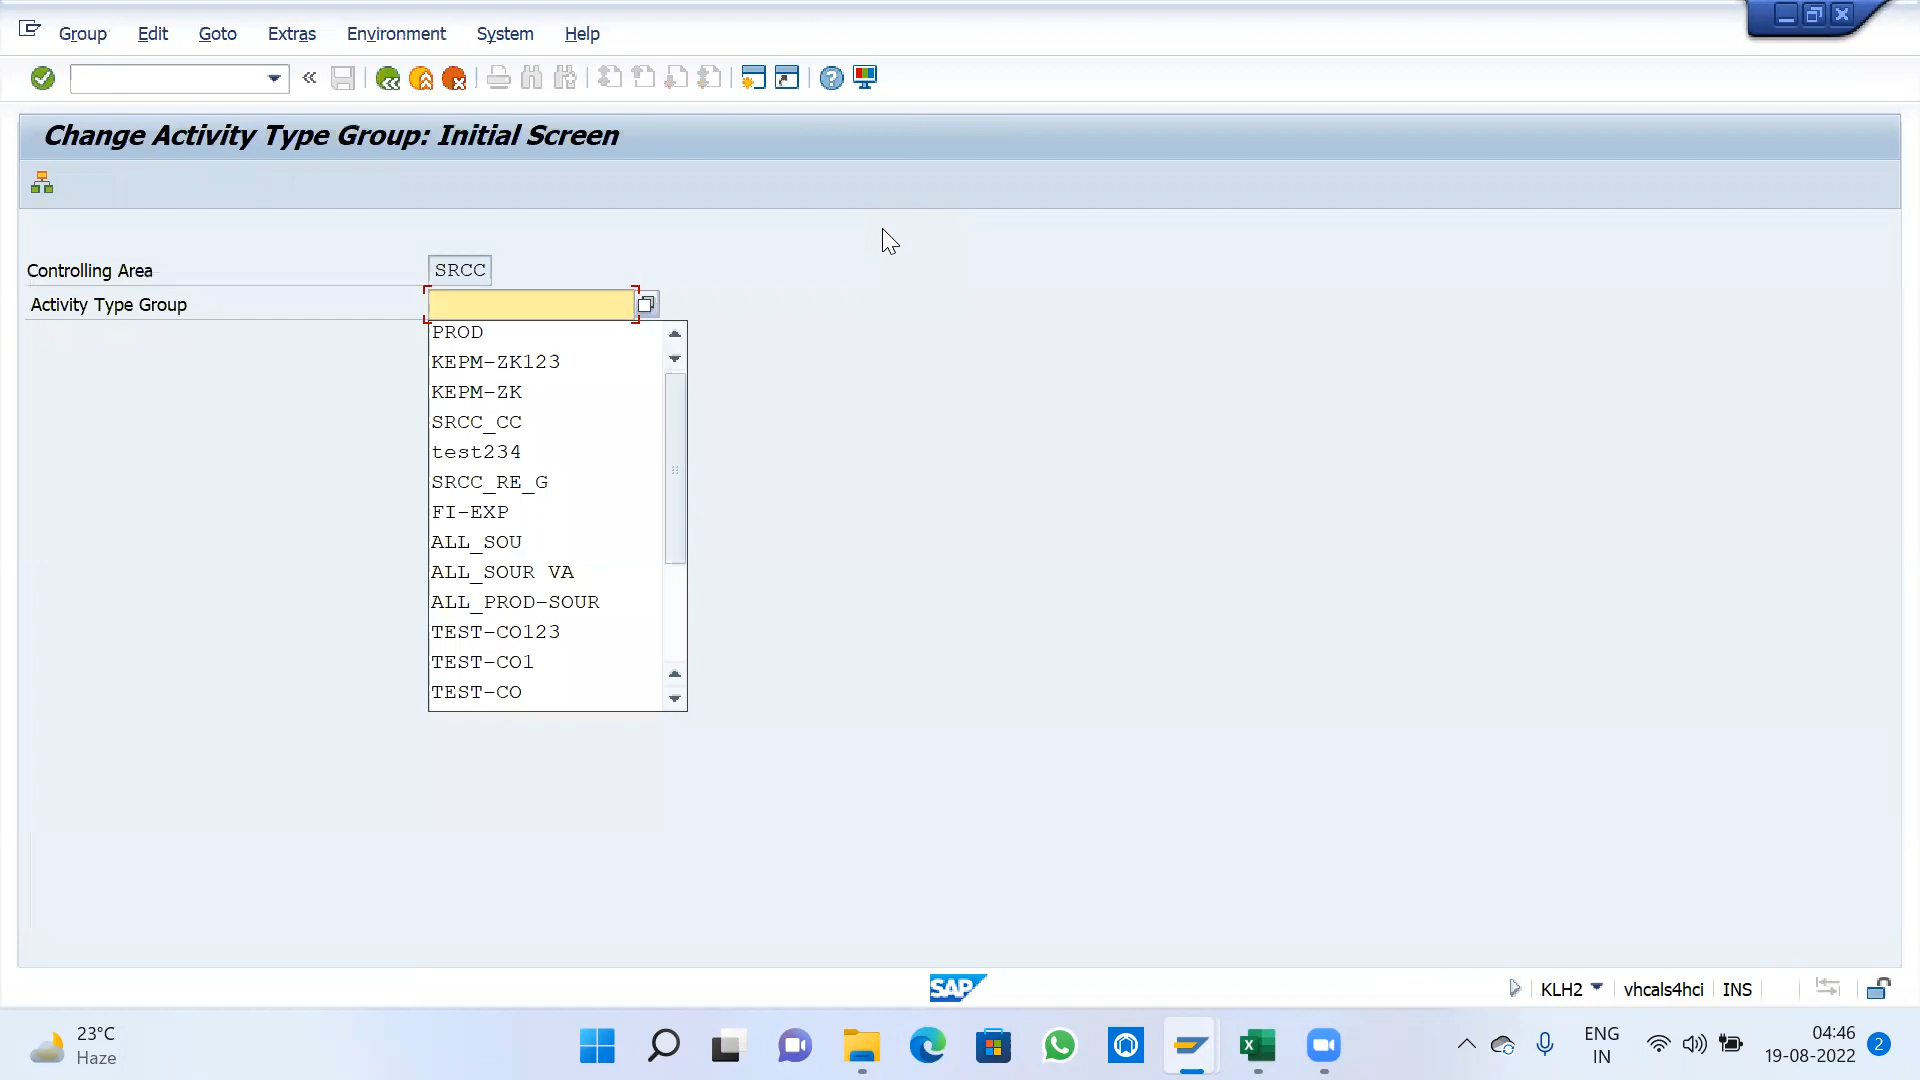 Group Edit Goto Extras Environment System Help
Change Activity Type Group: Initial Screen
Controlling Area SRCC
Activity Type Group
PROD
KEPM-ZK123
KEPM-ZK
SRCC_CC
test234
SRCC_RE_G
FI-EXP
ALL_SOU
ALL_SOUR VA
ALL_PROD-SOUR
TEST-CO123
TEST-CO1
TEST-CO
SAP
KLH2 vhcals4hci INS
23°C
Haze
ENG
IN
04:46
19-08-2022
2